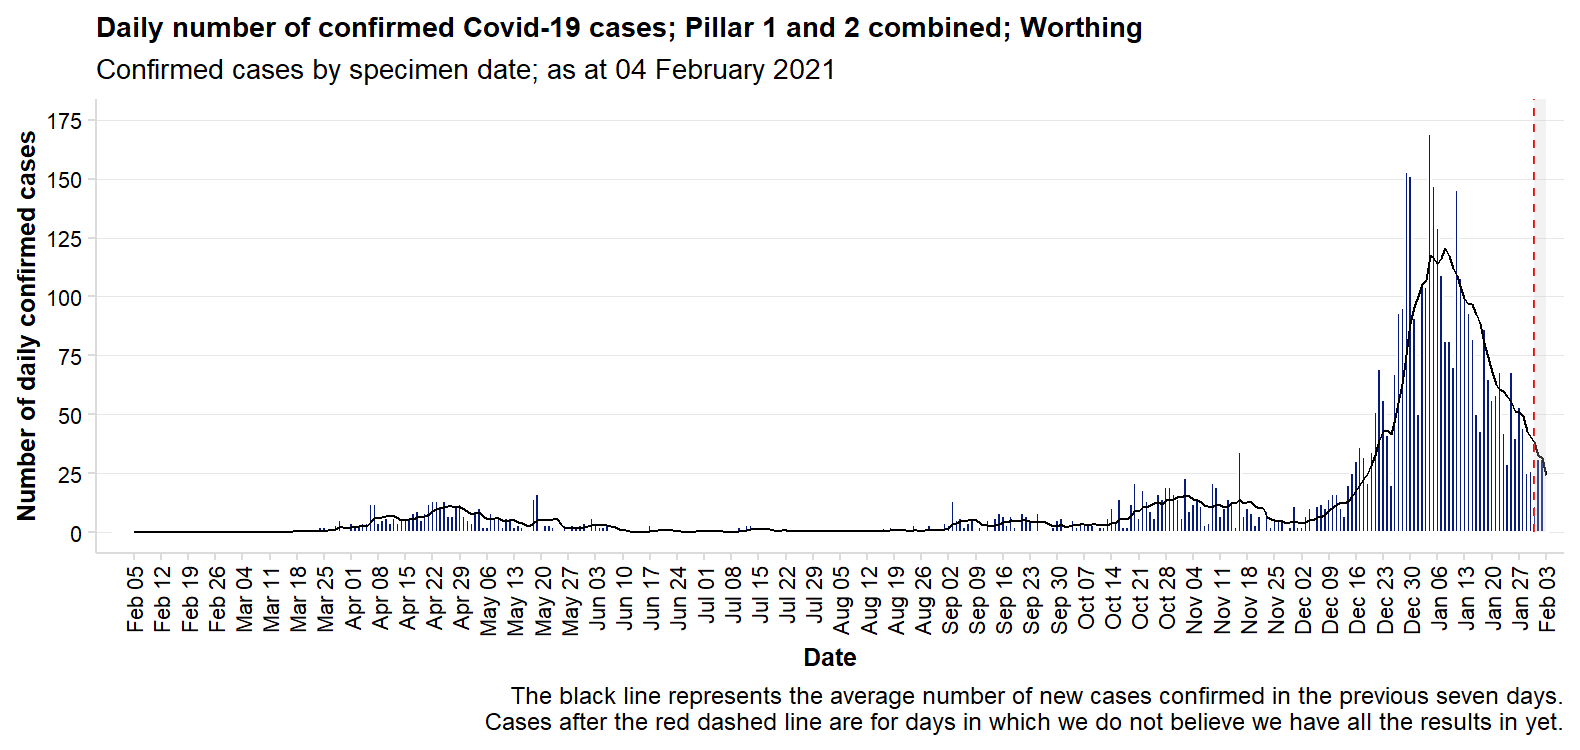 Daily number of confirmed Covid-19 cases; Pillar 1 and 2 combined; Worthing
Confirmed cases by specimen date; as at 04 February 2021
Number of daily confirmed cases
175
150
125
100
75
50
25
0
Feb 05
Feb 12
Feb 19
Feb 26
Mar 04
Mar 11
Mar 18
Mar 25
Apr 01
Apr 08
Apr 15
Apr 22
Apr 29
May 06
May 13
May 20
May 27
Jun 03
Jun 10
Jun 17
Jun 24
Jul 01
Jul 08
Jul 15
Jul 22
Jul 29
Aug 05
Aug 12
Aug 19
Aug 26
Sep 02
Sep 09
Sep 16
Sep 23
Sep 30
Oct 07
Oct 14
Oct 21
Oct 28
Nov 04
Nov 11
Nov 18
Nov 25
Dec 02
Dec 09
Dec 16
Dec 23
Dec 30
Jan 06
Jan 13
Jan 20
Jan 27
Feb 03
Date
The black line represents the average number of new cases confirmed in the previous seven days.
Cases after the red dashed line are for days in which we do not believe we have all the results in yet.